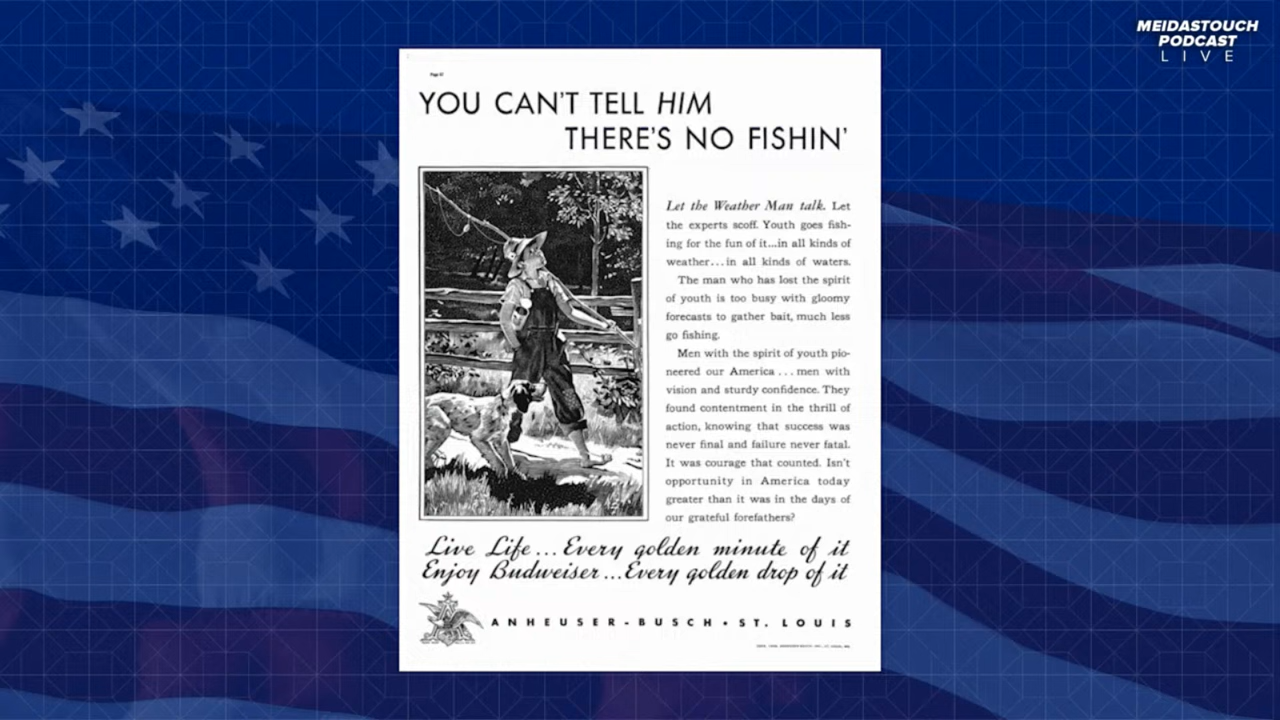 MEIDASTOUCH
PODCAST
LIVE
YOU CAN'T TELL HIM
THERE'S NO FISHIN'
Let the Weather Man talk. Let
the experts scoff. Youth goes fish-
ing for the fun of it...in all kinds of
weather...in all kinds of waters.
The man who has lost the spirit
of youth is too busy with gloomy
forecasts to gather bait, much less
go fishing.
Men with the spirit of youth pio-
neered our America . . . men with
vision and sturdy confidence. They
found contentment in the thrill of
action, knowing that success was
never final and failure never fatal.
It was courage that counted. Isn't
opportunity in America today
greater than it was in the days of
our grateful forefathers?
Live Life... Every golden minute of it
Enjoy Budweiser...Every golden drop of it
ANHEUSER-BUSCH • ST. LOUIS